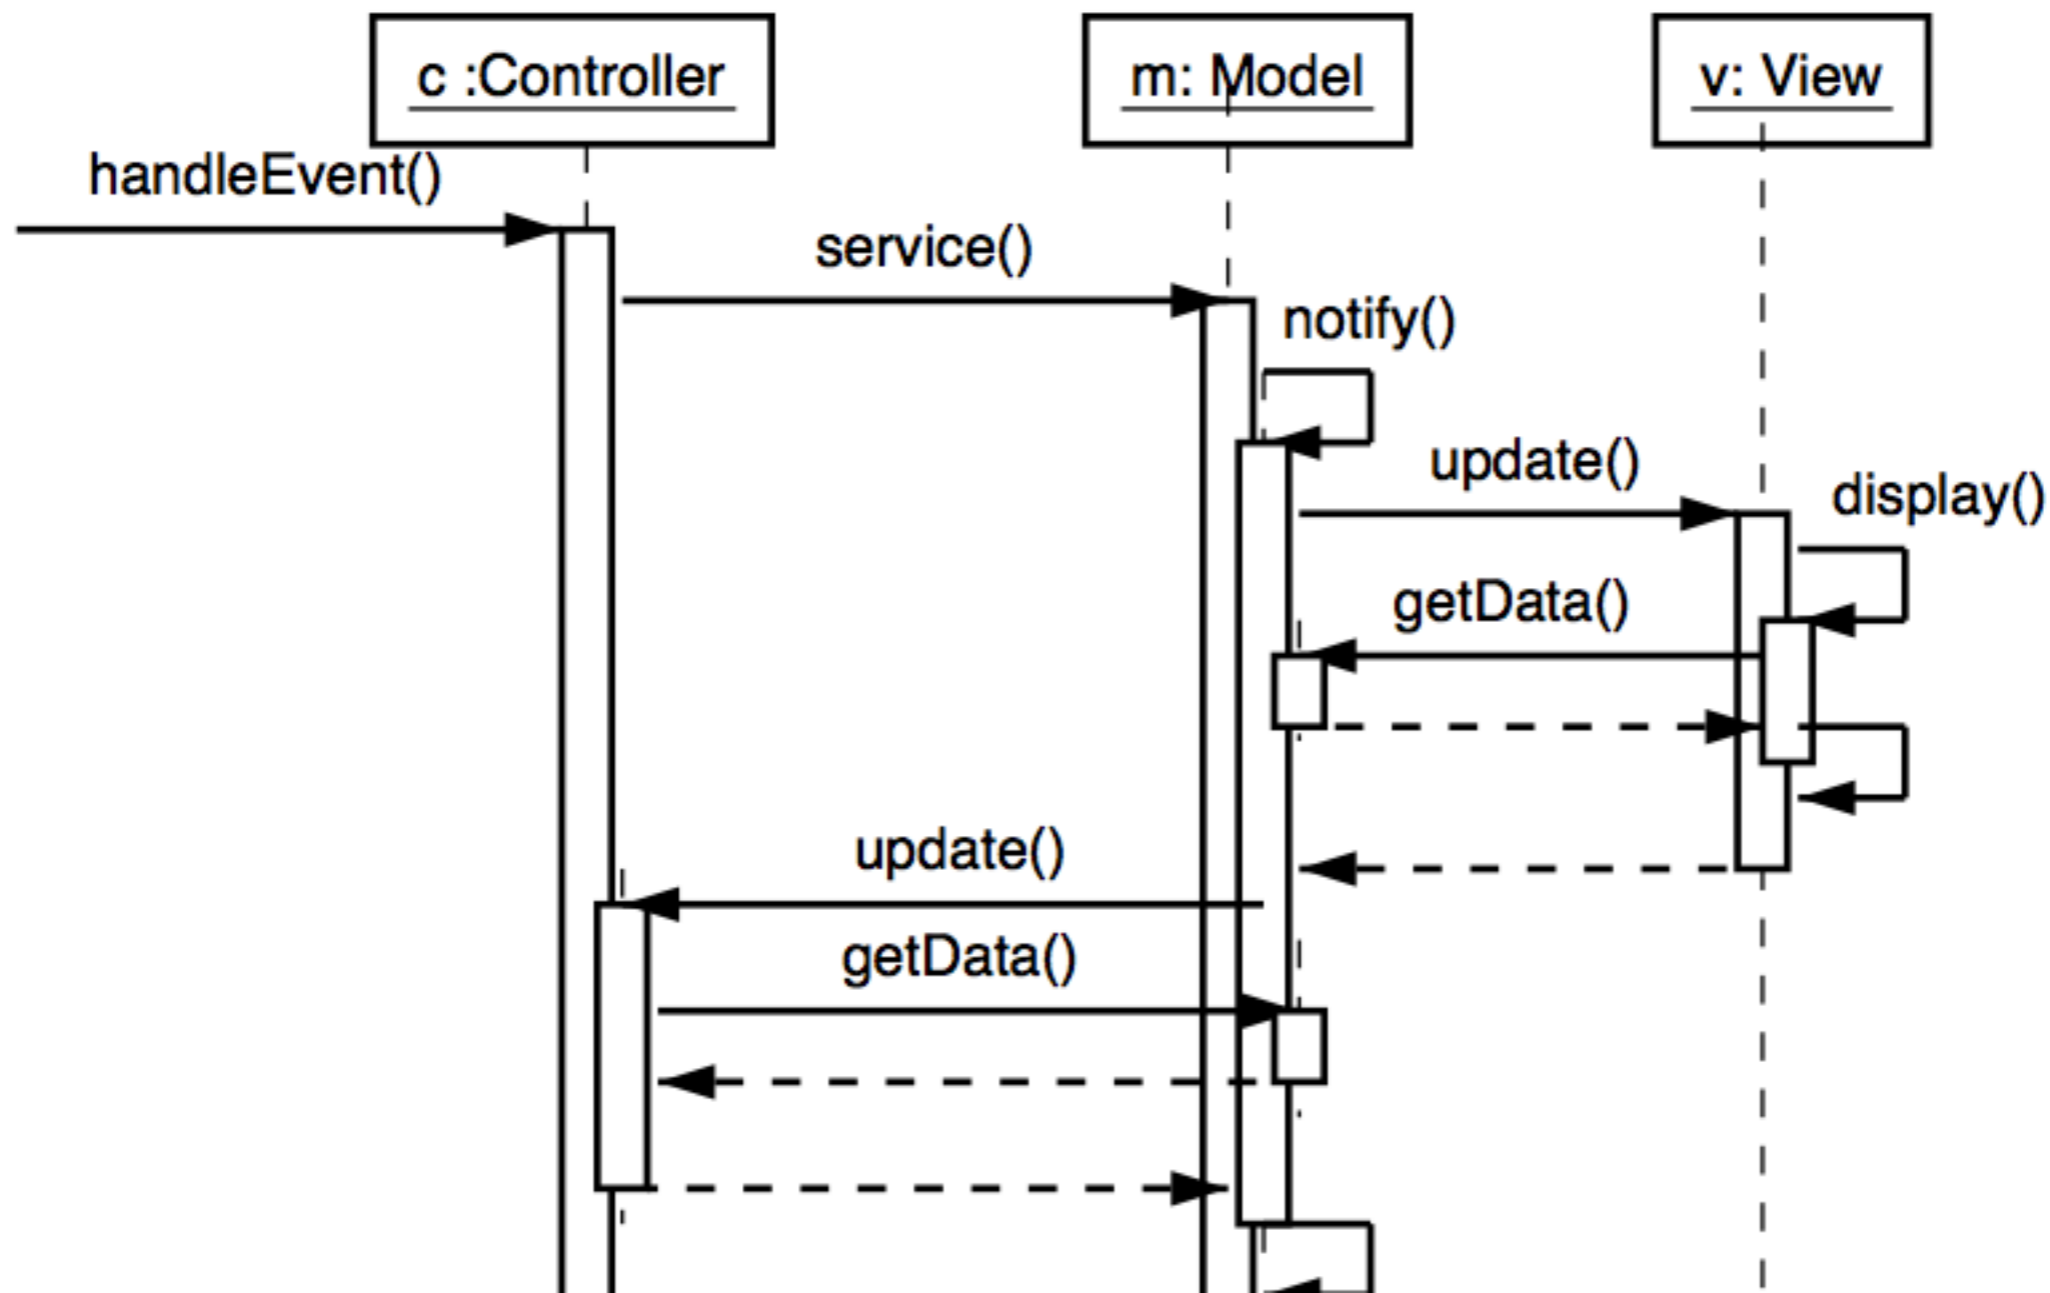 c :Controller
m: Model
v: View
handleEvent()
service()
notify()
update()
display()
getData()
update()
getData()